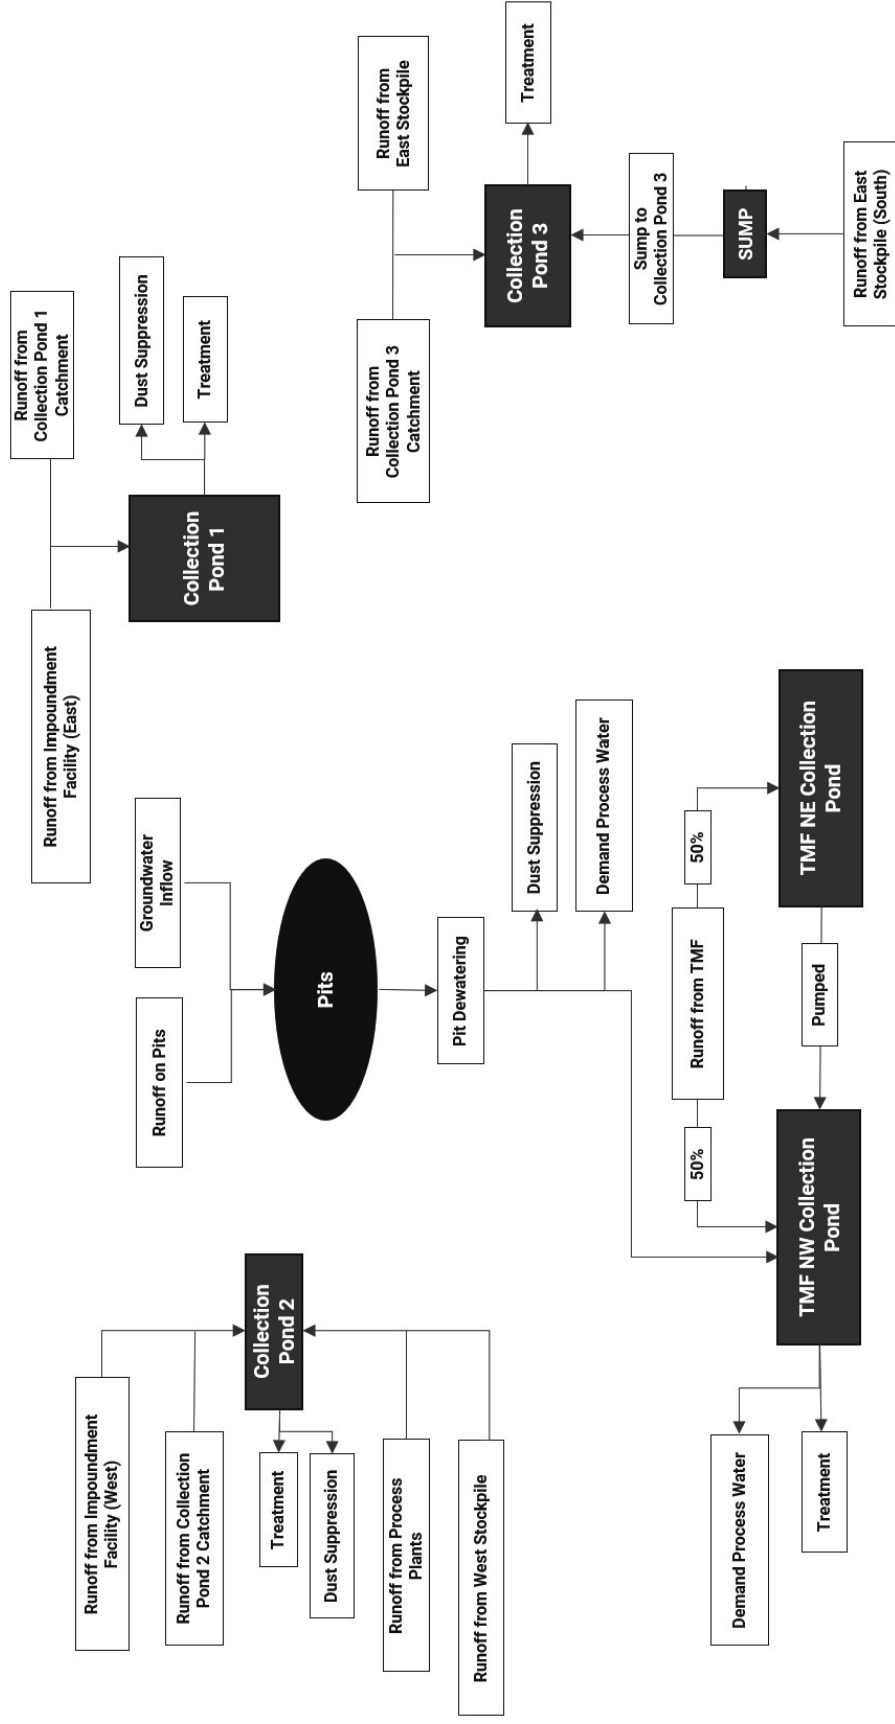 Runoff from Impoundment
Facility (West)
Runoff from Collection
Pond 2 Catchment
Collection
Pond 2
Treatment
Dust Suppression
Runoff from Process
Plants
Runoff from West Stockpile
Runoff on Pits
Groundwater
Inflow
Pits
Pit Dewatering
Dust Suppression
Demand Process Water
50%
Runoff from TMF
50%
TMF NW Collection
Pond
Pumped
TMF NE Collection
Pond
Demand Process Water
Treatment
Runoff from Impoundment
Facility (East)
Runoff from
Collection Pond 1
Catchment
Collection
Pond 1
Dust Suppression
Treatment
Runoff from
Collection Pond 3
Catchment
Runoff from
East Stockpile
Collection
Pond 3
Treatment
Sump to
Collection Pond 3
SUMP
Runoff from East
Stockpile (South)